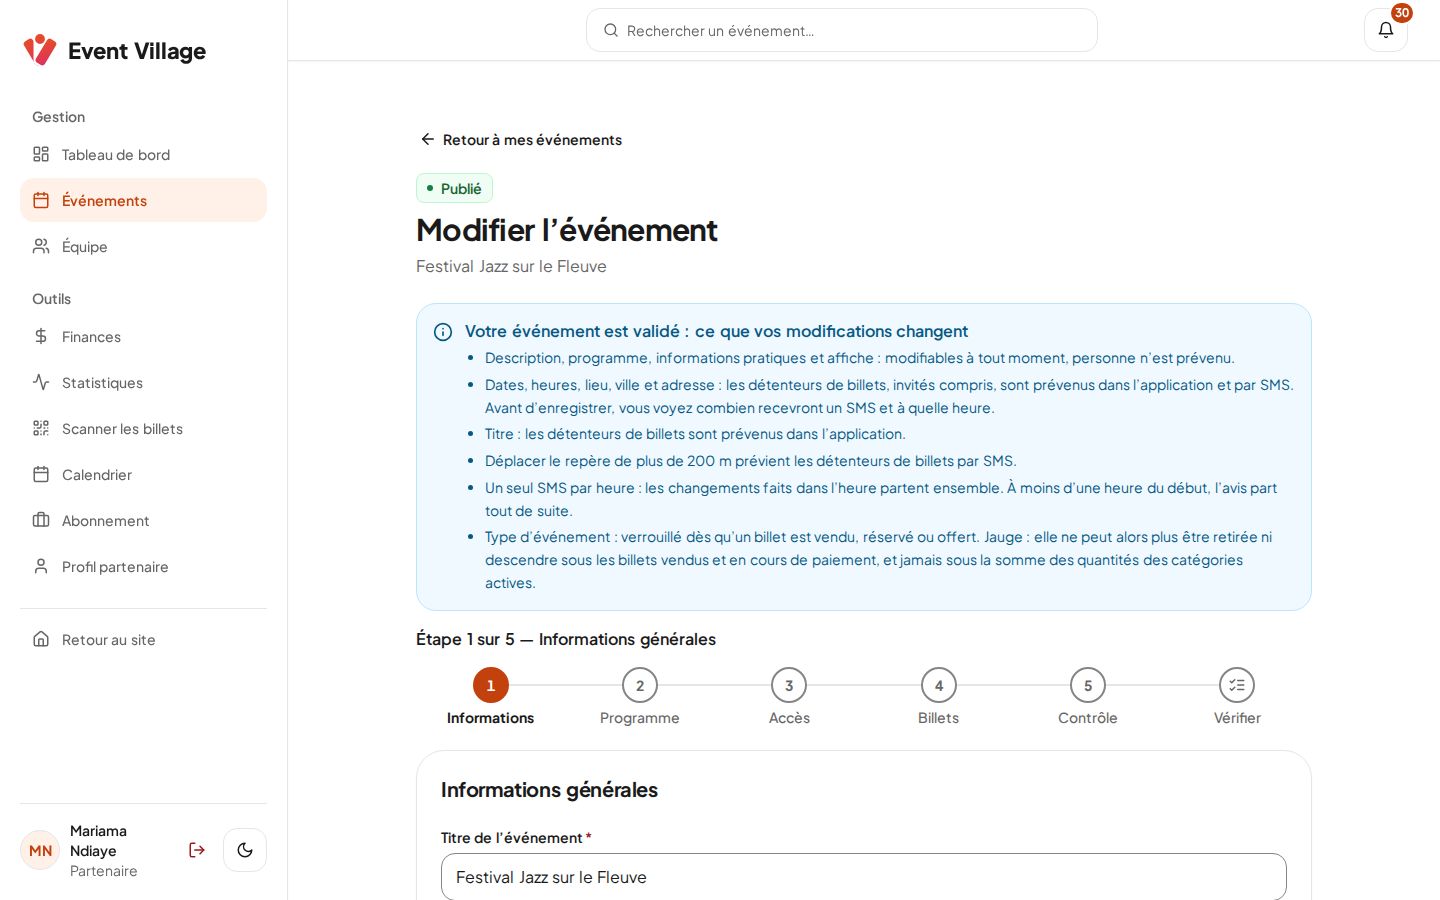 Event Village
Rechercher un événement…
30
Gestion
Tableau de bord
Événements
Équipe
Outils
Finances
Statistiques
Scanner les billets
Calendrier
Abonnement
Profil partenaire
Retour au site
MN
Mariama
Ndiaye
Partenaire
Retour à mes événements
Publié
Modifier l’événement
Festival Jazz sur le Fleuve
Votre événement est validé : ce que vos modifications changent
Description, programme, informations pratiques et affiche : modifiables à tout moment, personne n’est prévenu.
Dates, heures, lieu, ville et adresse : les détenteurs de billets, invités compris, sont prévenus dans l’application et par SMS.
Avant d’enregistrer, vous voyez combien recevront un SMS et à quelle heure.
Titre : les détenteurs de billets sont prévenus dans l’application.
Déplacer le repère de plus de 200 m prévient les détenteurs de billets par SMS.
Un seul SMS par heure : les changements faits dans l’heure partent ensemble. À moins d’une heure du début, l’avis part
tout de suite.
Type d’événement : verrouillé dès qu’un billet est vendu, réservé ou offert. Jauge : elle ne peut alors plus être retirée ni
descendre sous les billets vendus et en cours de paiement, et jamais sous la somme des quantités des catégories
actives.
Étape 1 sur 5 — Informations générales
1
2
3
4
5
Informations
Programme
Accès
Billets
Contrôle
Vérifier
Informations générales
Titre de l’événement *
Festival Jazz sur le Fleuve